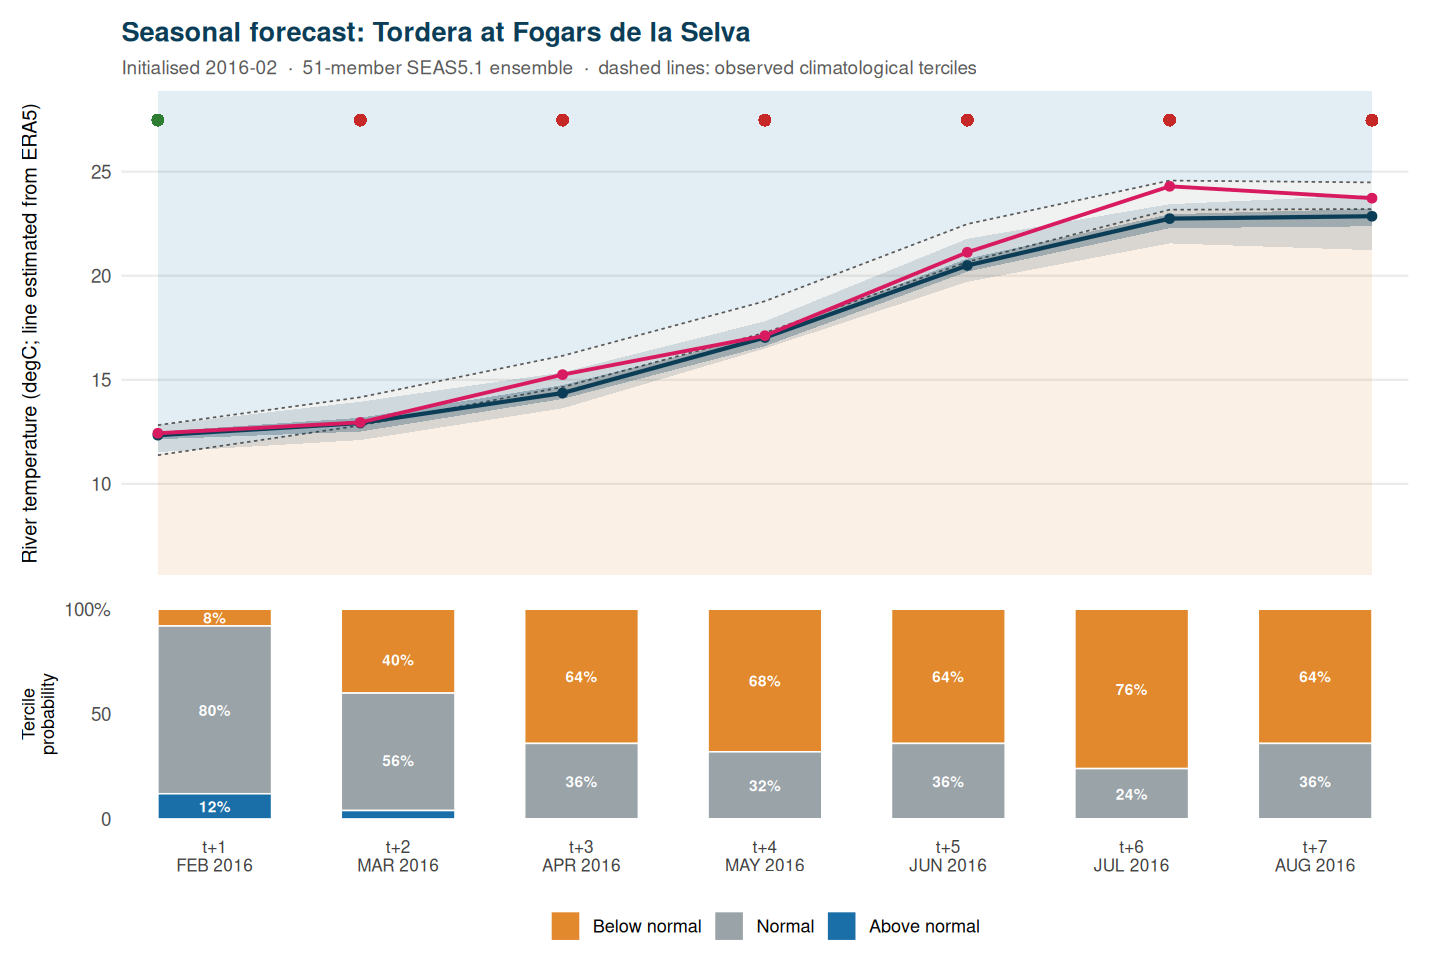 Seasonal forecast: Tordera at Fogars de la Selva
Initialised 2016-02 · 51-member SEAS5.1 ensemble · dashed lines: observed climatological terciles
River temperature (degC; line estimated from ERA5)
25
20
15
10
Tercile
probability
100%
50
0
8%
80%
12%
40%
56%
64%
36%
68%
32%
64%
36%
76%
24%
64%
36%
t+1
FEB 2016
t+2
MAR 2016
t+3
APR 2016
t+4
MAY 2016
t+5
JUN 2016
t+6
JUL 2016
t+7
AUG 2016
Below normal
Normal
Above normal